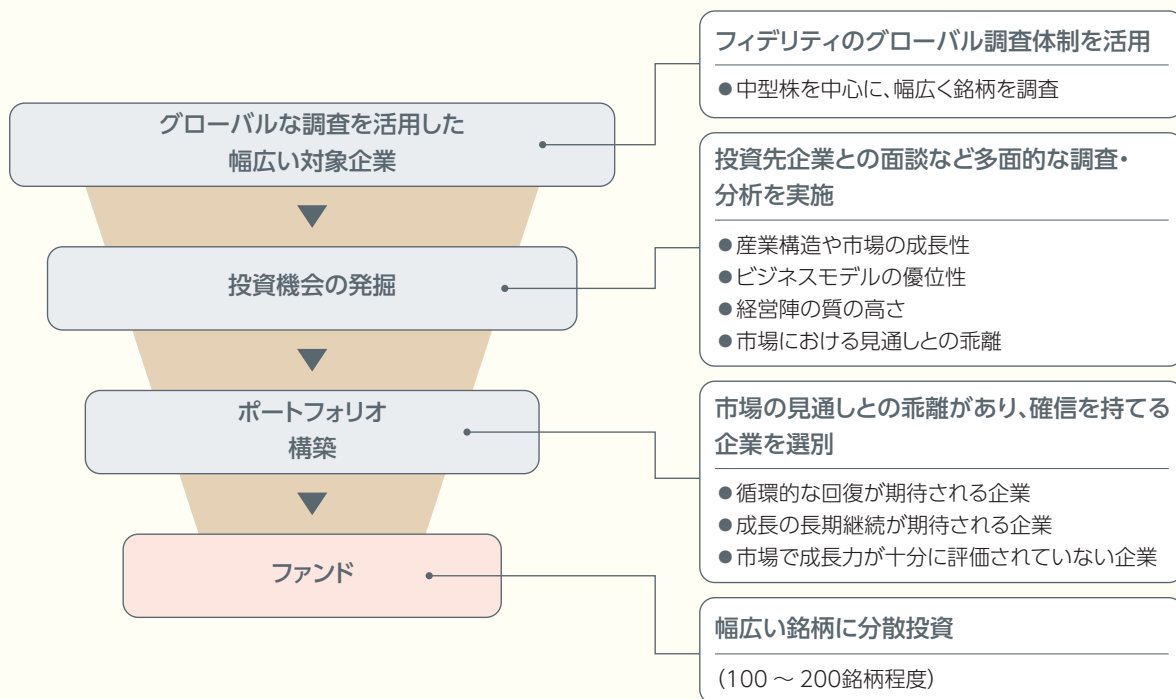 グローバルな調査を活用した
幅広い対象企業
投資機会の発掘
ポートフォリオ
構築
ファンド
フィデリティのグローバル調査体制を活用
●中型株を中心に、幅広く銘柄を調査
投資先企業との面談など多面的な調査・
分析を実施
●産業構造や市場の成長性
●ビジネスモデルの優位性
●経営陣の質の高さ
●市場における見通しとの乖離
市場の見通しとの乖離があり、確信を持てる
企業を選別
●循環的な回復が期待される企業
●成長の長期継続が期待される企業
●市場で成長力が十分に評価されていない企業
幅広い銘柄に分散投資
(100 ～ 200銘柄程度)